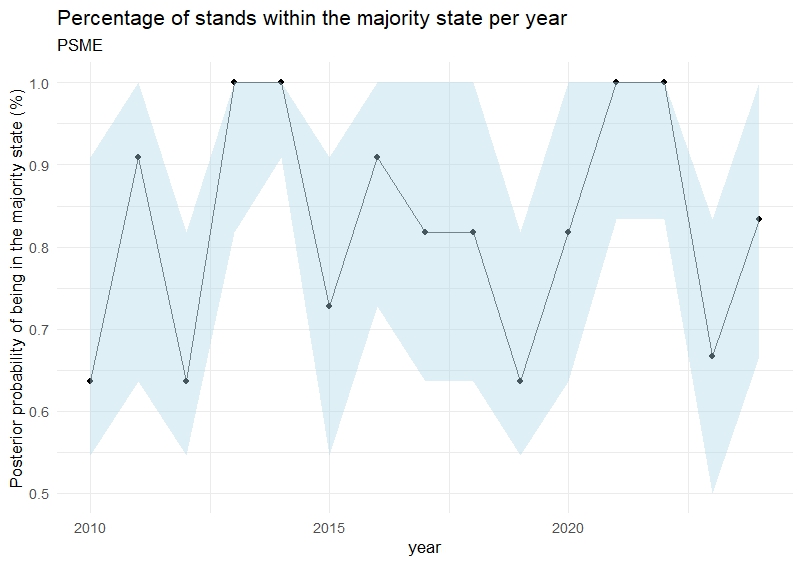 Percentage of stands within the majority state per year
PSME
Posterior probability of being in the majority state (%)
1.0
0.9
0.8
0.7
0.6
0.5
2010
2015
2020
year